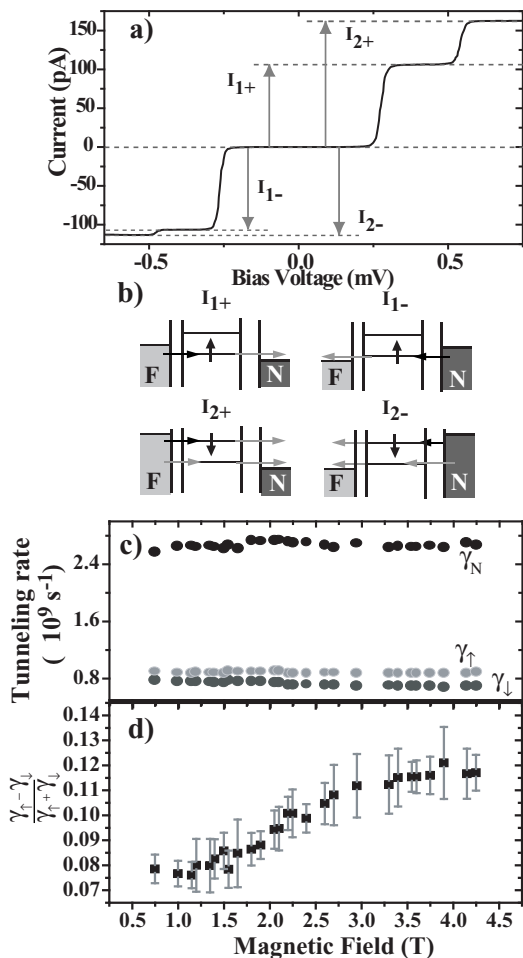 a)
Current (pA)
150
100
50
0
-50
-100
I2+
I1+
I1-
I2-
-0.5 0.0 0.5
Bias Voltage (mV)
b)
I1+ I1-
F N F N
I2+ I2-
F N F N
c)
Tunneling rate
( 10⁹ s⁻¹)
2.4
1.6
0.8
γN
γ↑
γ↓
d)
γ↑ - γ↓
γ↑ + γ↓
0.14
0.13
0.12
0.11
0.10
0.09
0.08
0.07
0.5 1.0 1.5 2.0 2.5 3.0 3.5 4.0 4.5
Magnetic Field (T)